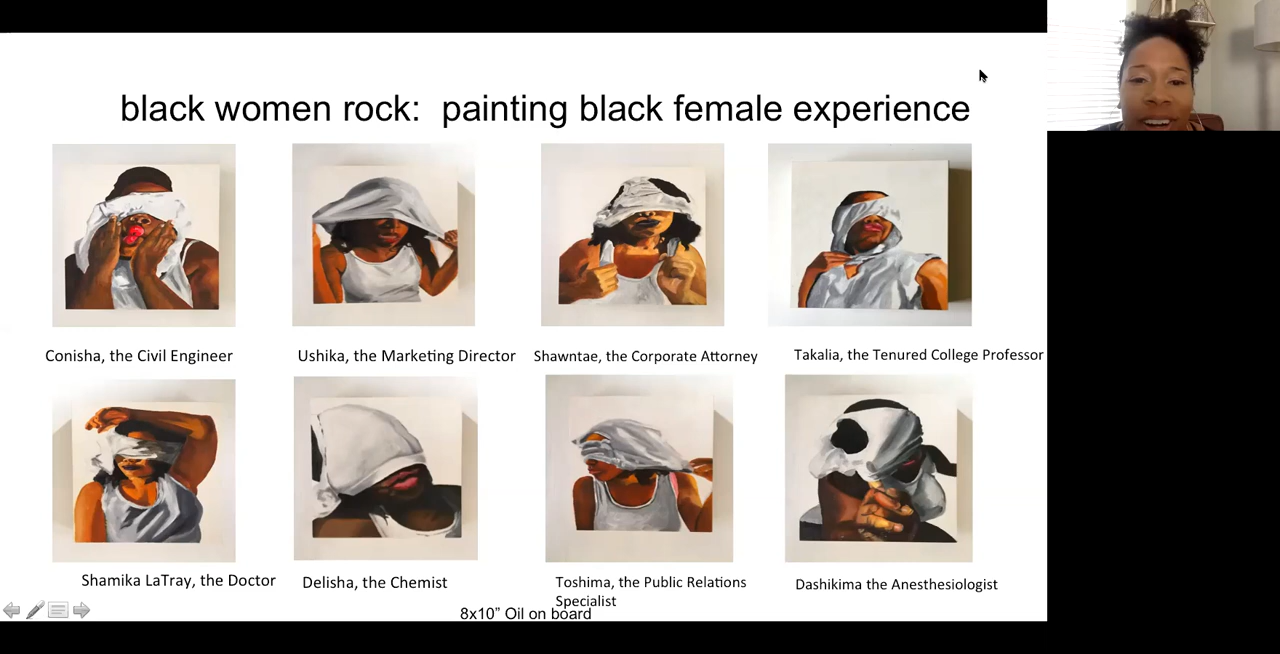 black women rock:  painting black female experience
Conisha, the Civil Engineer
Ushika, the Marketing Director
Shawntae, the Corporate Attorney
Takalia, the Tenured College Professor
Shamika LaTray, the Doctor
Delisha, the Chemist
Toshima, the Public Relations
Specialist
Dashikima the Anesthesiologist
8x10” Oil on board